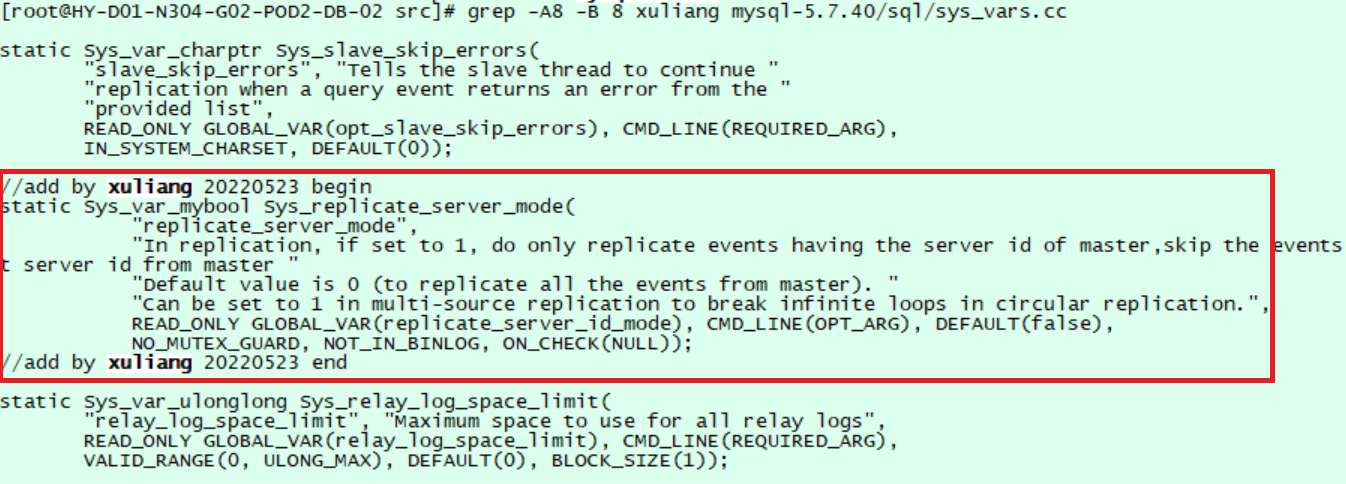 [root@HY-D01-N304-G02-POD2-DB-02 src]# grep -A8 -B 8 xuliang mysql-5.7.40/sql/sys_vars.cc
static Sys_var_charptr Sys_slave_skip_errors(
"slave_skip_errors", "Tells the slave thread to continue "
"replication when a query event returns an error from the "
"provided list",
READ_ONLY GLOBAL_VAR(opt_slave_skip_errors), CMD_LINE(REQUIRED_ARG),
IN_SYSTEM_CHARSET, DEFAULT(0));
//add by xuliang 20220523 begin
static Sys_var_mybool Sys_replicate_server_mode(
"replicate_server_mode",
"In replication, if set to 1, do only replicate events having the server id of master,skip the events
t server id from master "
"Default value is 0 (to replicate all the events from master). "
"Can be set to 1 in multi-source replication to break infinite loops in circular replication.",
READ_ONLY GLOBAL_VAR(replicate_server_id_mode), CMD_LINE(OPT_ARG), DEFAULT(false),
NO_MUTEX_GUARD, NOT_IN_BINLOG, ON_CHECK(NULL));
//add by xuliang 20220523 end
static Sys_var_ulonglong Sys_relay_log_space_limit(
"relay_log_space_limit", "Maximum space to use for all relay logs",
READ_ONLY GLOBAL_VAR(relay_log_space_limit), CMD_LINE(REQUIRED_ARG),
VALID_RANGE(0, ULONG_MAX), DEFAULT(0), BLOCK_SIZE(1));